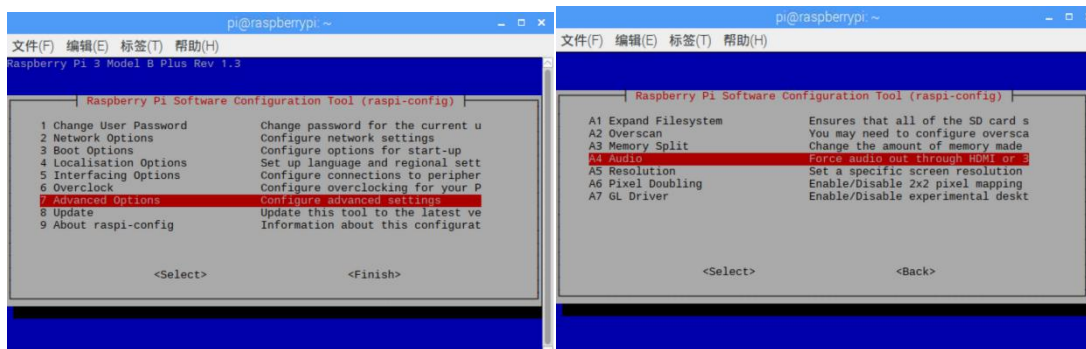 pi@raspberrypi: ~
文件(F) 编辑(E) 标签(T) 帮助(H)
Raspberry Pi 3 Model B Plus Rev 1.3
Raspberry Pi Software Configuration Tool (raspi-config)
1 Change User Password Change password for the current u
2 Network Options Configure network settings
3 Boot Options Configure options for start-up
4 Localisation Options Set up language and regional sett
5 Interfacing Options Configure connections to peripher
6 Overclock Configure overclocking for your P
7 Advanced Options Configure advanced settings
8 Update Update this tool to the latest ve
9 About raspi-config Information about this configurat
<Select> <Finish>
pi@raspberrypi: ~
文件(F) 编辑(E) 标签(T) 帮助(H)
Raspberry Pi Software Configuration Tool (raspi-config)
A1 Expand Filesystem Ensures that all of the SD card s
A2 Overscan You may need to configure oversca
A3 Memory Split Change the amount of memory made
A4 Audio Force audio out through HDMI or 3
A5 Resolution Set a specific screen resolution
A6 Pixel Doubling Enable/Disable 2x2 pixel mapping
A7 GL Driver Enable/Disable experimental deskt
<Select> <Back>